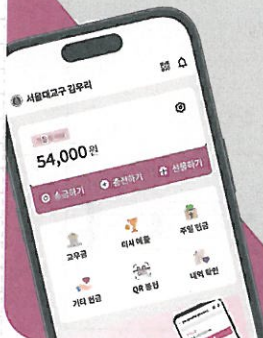 서울대교구 김우리
54,000원
송금하기 충전하기 선물하기
교무금 미사 예물 주일 헌금
기타 헌금 QR 봉헌 내역 확인